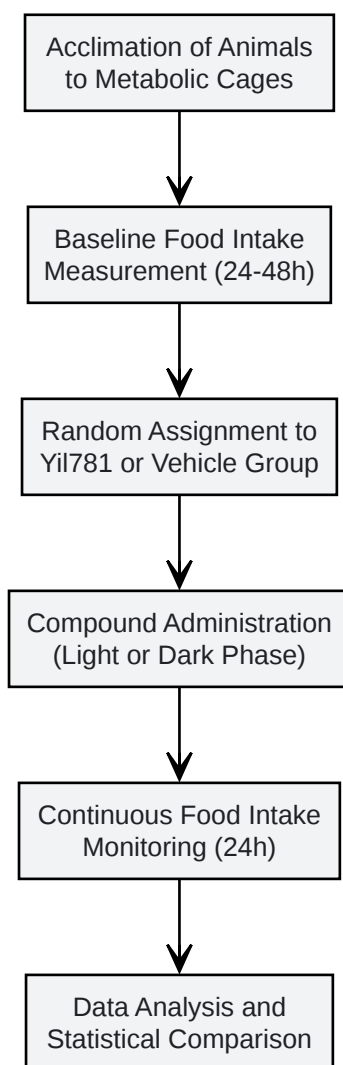 Acclimation of Animals
to Metabolic Cages
Baseline Food Intake
Measurement (24-48h)
Random Assignment to
Yil781 or Vehicle Group
Compound Administration
(Light or Dark Phase)
Continuous Food Intake
Monitoring (24h)
Data Analysis and
Statistical Comparison